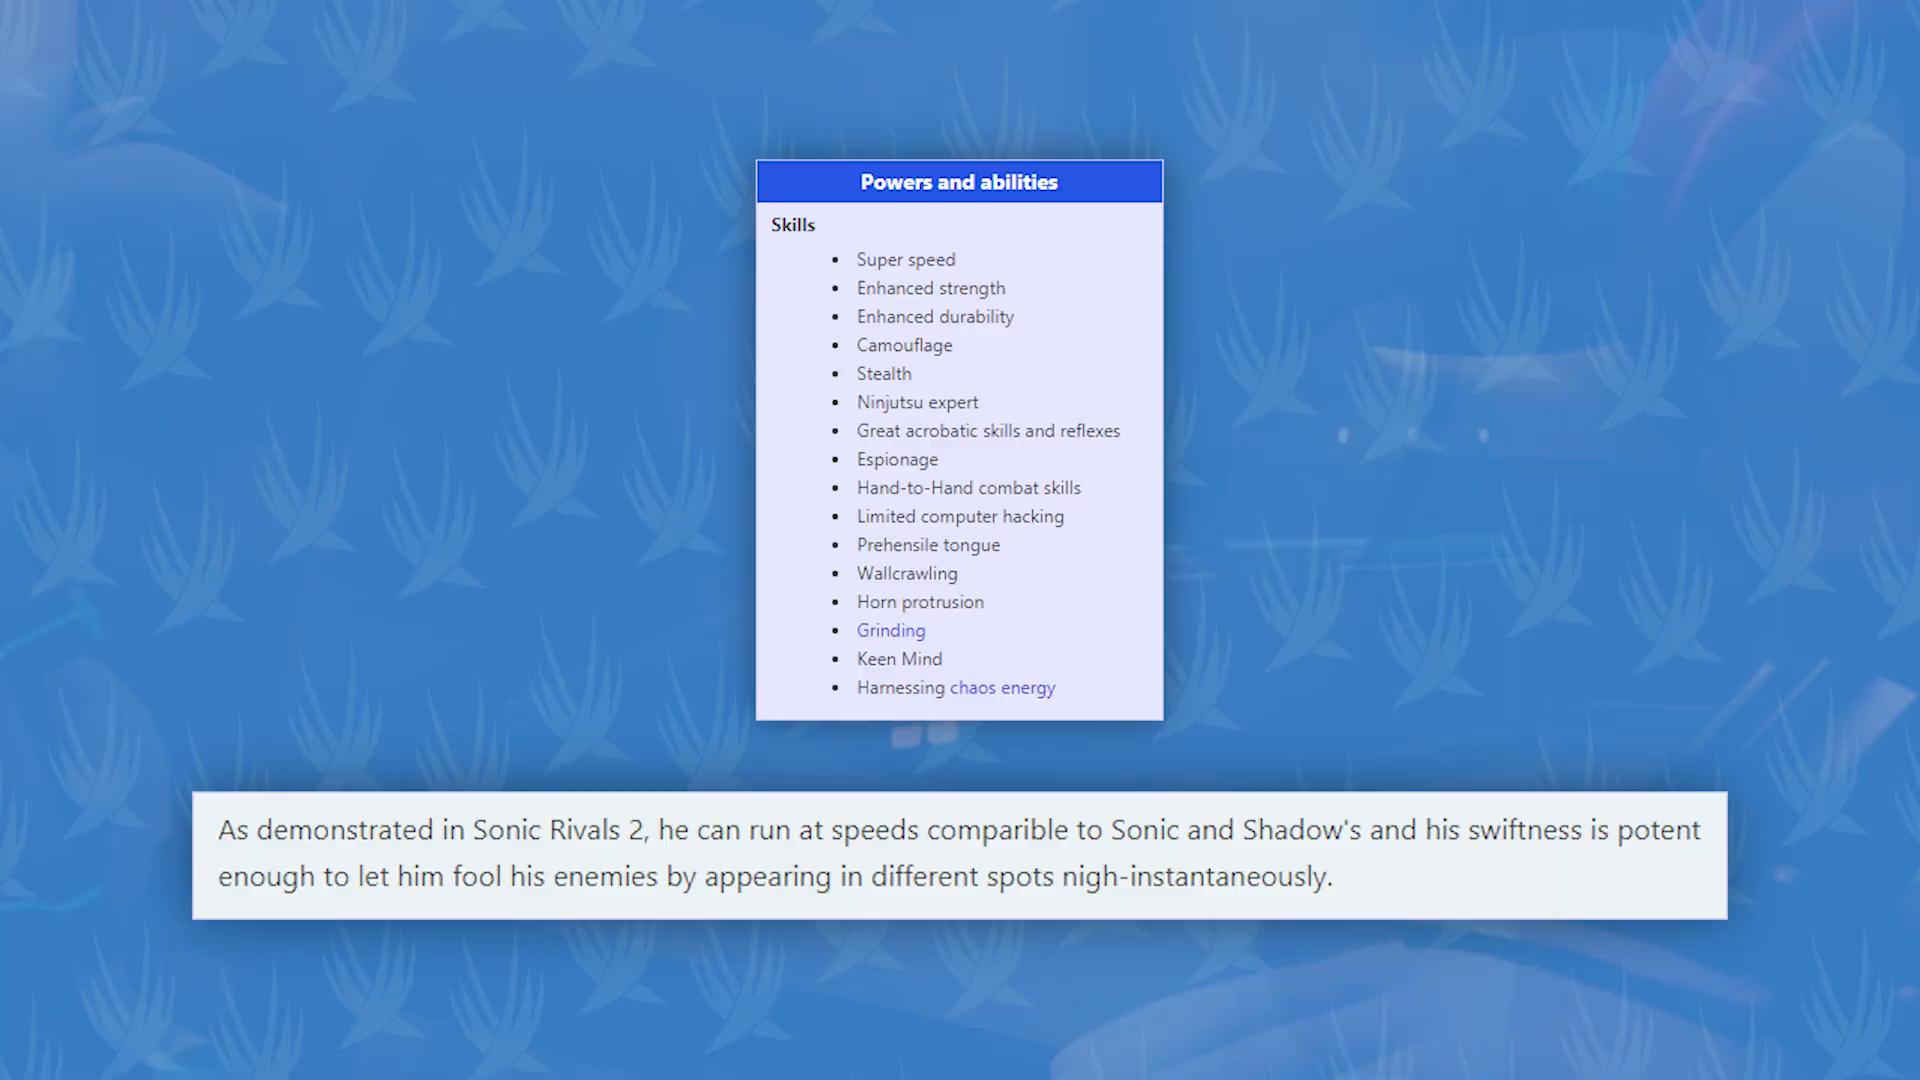 Powers and abilities
Skills
• Super speed
• Enhanced strength
• Enhanced durability
• Camouflage
• Stealth
• Ninjutsu expert
• Great acrobatic skills and reflexes
• Espionage
• Hand-to-Hand combat skills
• Limited computer hacking
• Prehensile tongue
• Wallcrawling
• Horn protrusion
• Grinding
• Keen Mind
• Harnessing chaos energy
As demonstrated in Sonic Rivals 2, he can run at speeds comparible to Sonic and Shadow's and his swiftness is potent
enough to let him fool his enemies by appearing in different spots nigh-instantaneously.